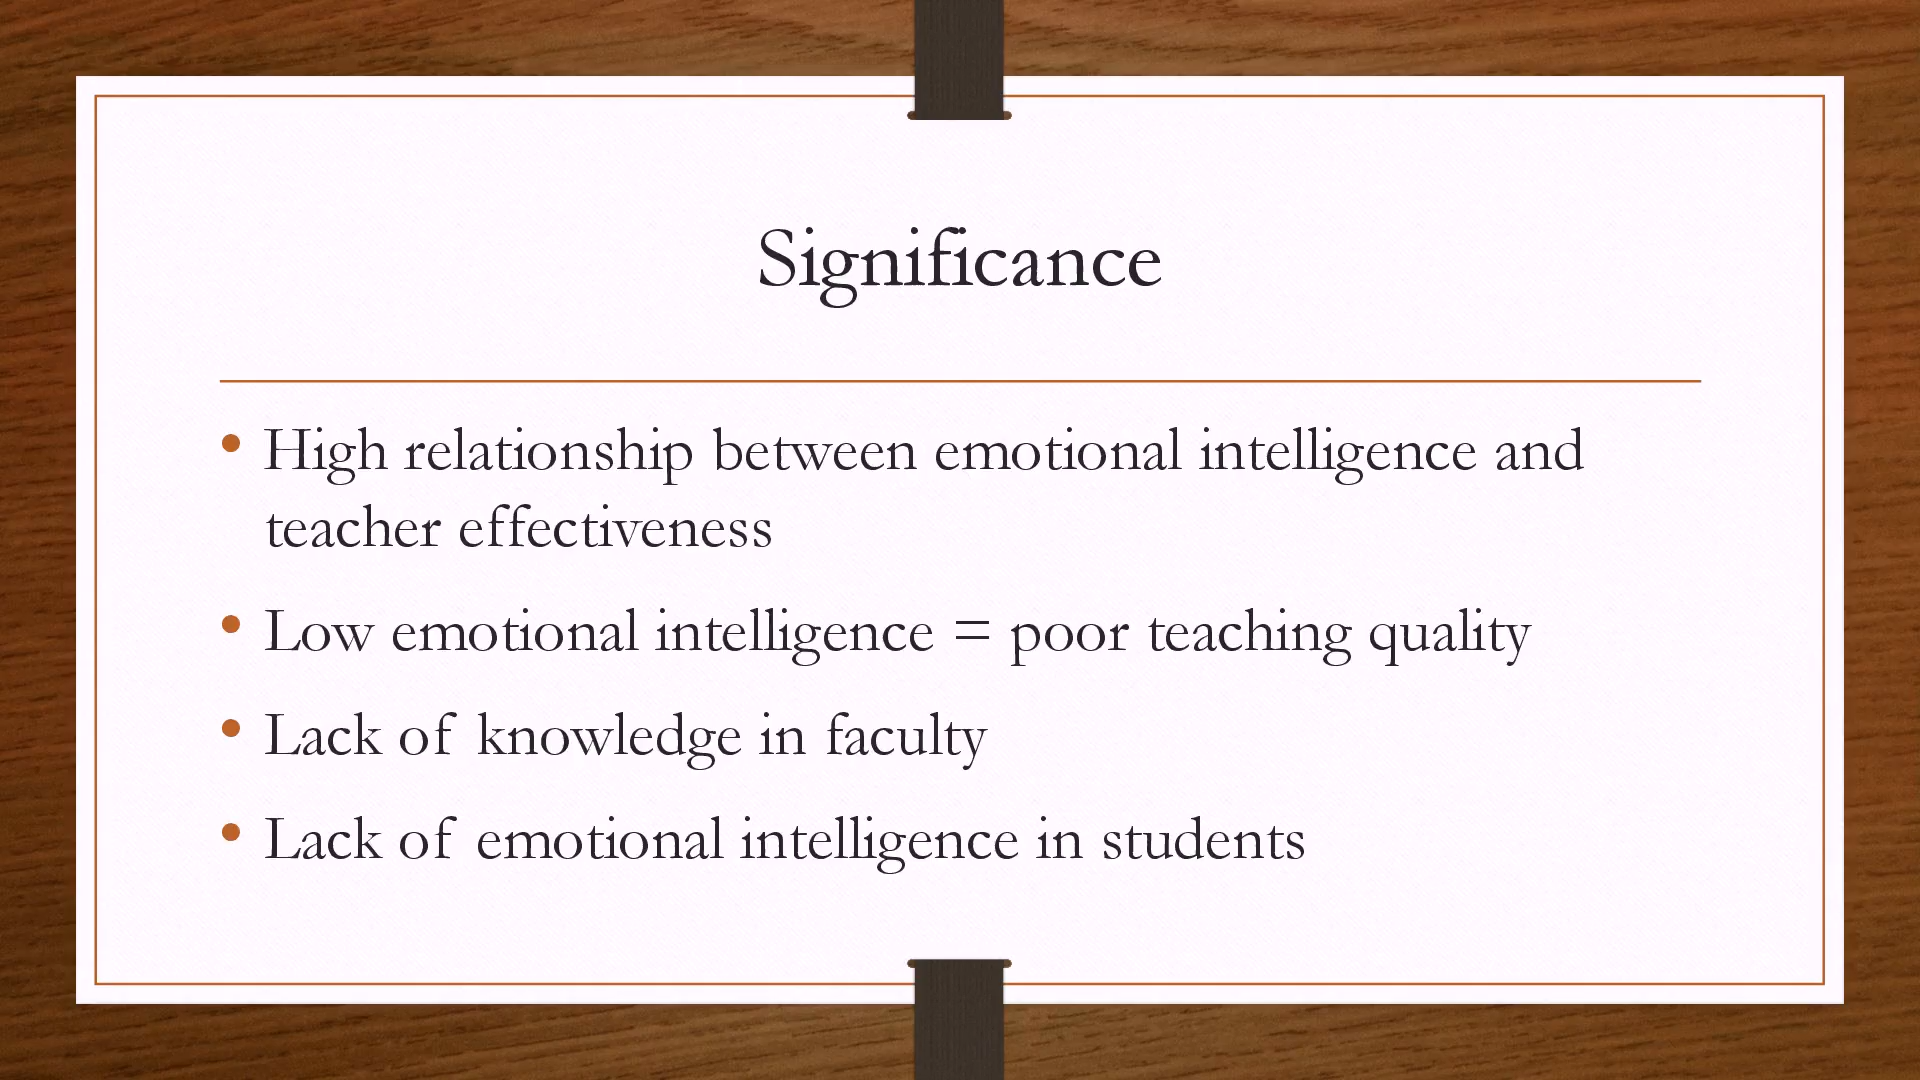 Significance
• High relationship between emotional intelligence and
teacher effectiveness
• Low emotional intelligence = poor teaching quality
• Lack of knowledge in faculty
• Lack of emotional intelligence in students